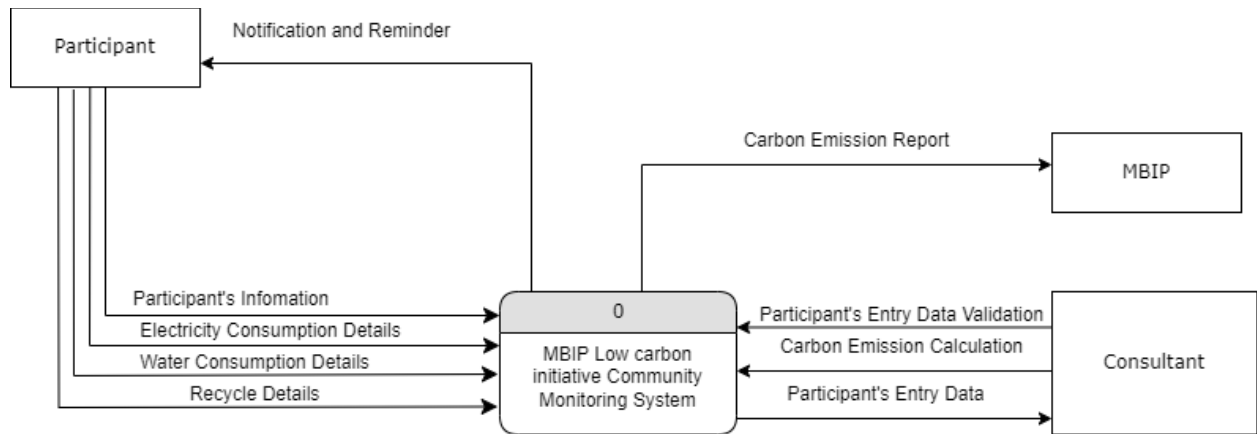 Participant
Notification and Reminder
Carbon Emission Report
MBIP
Participant's Infomation
Electricity Consumption Details
Water Consumption Details
Recycle Details
0
MBIP Low carbon
initiative Community
Monitoring System
Participant's Entry Data Validation
Carbon Emission Calculation
Participant's Entry Data
Consultant